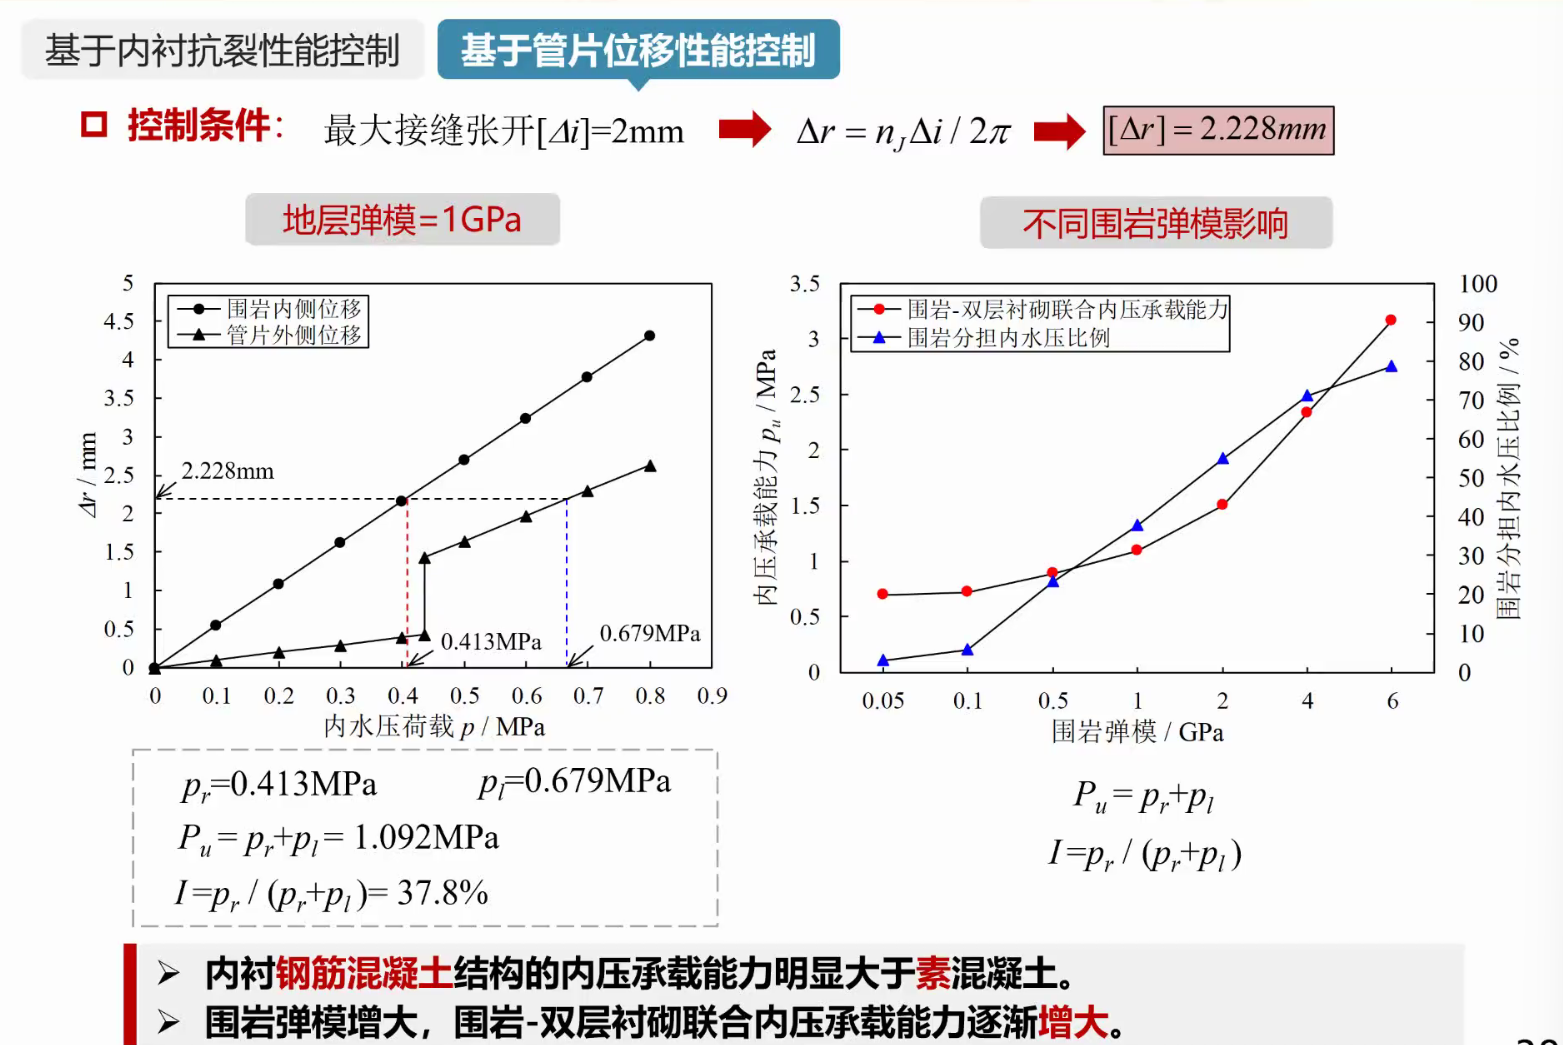 基于内衬抗裂性能控制
基于管片位移性能控制
控制条件：
最大接缝张开[Δi]=2mm
Δr = n_JΔi / 2π
[Δr] = 2.228mm
地层弹模=1GPa
不同围岩弹模影响
围岩内侧位移
管片外侧位移
Δr / mm
5
4.5
4
3.5
3
2.5
2
1.5
1
0.5
0
2.228mm
0.413MPa
0.679MPa
0 0.1 0.2 0.3 0.4 0.5 0.6 0.7 0.8 0.9
内水压荷载 p / MPa
围岩-双层衬砌联合内压承载能力
围岩分担内水压比例
内压承载能力 p_u / MPa
3.5
3
2.5
2
1.5
1
0.5
0
100
90
80
70
60
50
40
30
20
10
0
围岩分担内水压比例 / %
0.05 0.1 0.5 1 2 4 6
围岩弹模 / GPa
p_r=0.413MPa p_l=0.679MPa
P_u = p_r+p_l = 1.092MPa
I=p_r / (p_r+p_l)= 37.8%
P_u = p_r+p_l
I=p_r / (p_r+p_l)
➢ 内衬钢筋混凝土结构的内压承载能力明显大于素混凝土。
➢ 围岩弹模增大，围岩-双层衬砌联合内压承载能力逐渐增大。